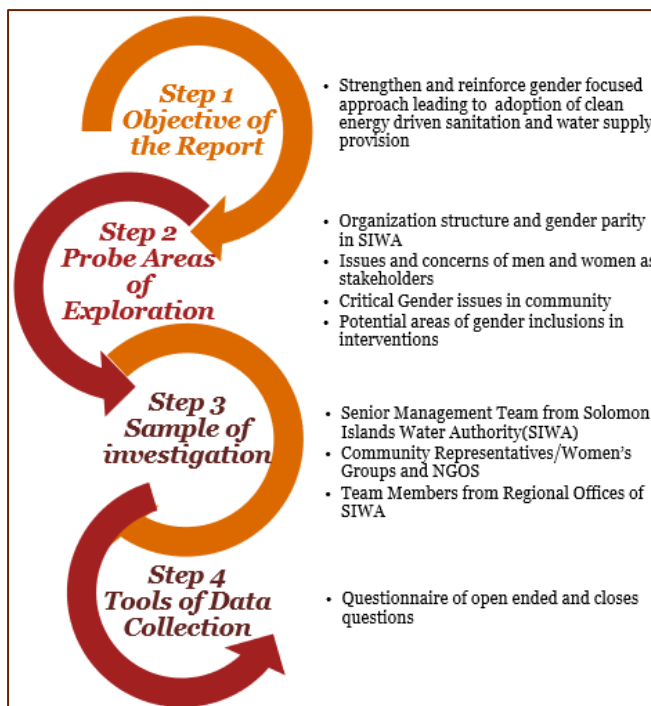 Step 1
Objective of
the Report
• Strengthen and reinforce gender focused
approach leading to adoption of clean
energy driven sanitation and water supply
provision
Step 2
Probe Areas
of
Exploration
• Organization structure and gender parity
in SIWA
• Issues and concerns of men and women as
stakeholders
• Critical Gender issues in community
• Potential areas of gender inclusions in
interventions
Step 3
Sample of
investigation
• Senior Management Team from Solomon
Islands Water Authority(SIWA)
• Community Representatives/Women's
Groups and NGOS
• Team Members from Regional Offices of
SIWA
Step 4
Tools of Data
Collection
• Questionnaire of open ended and closes
questions